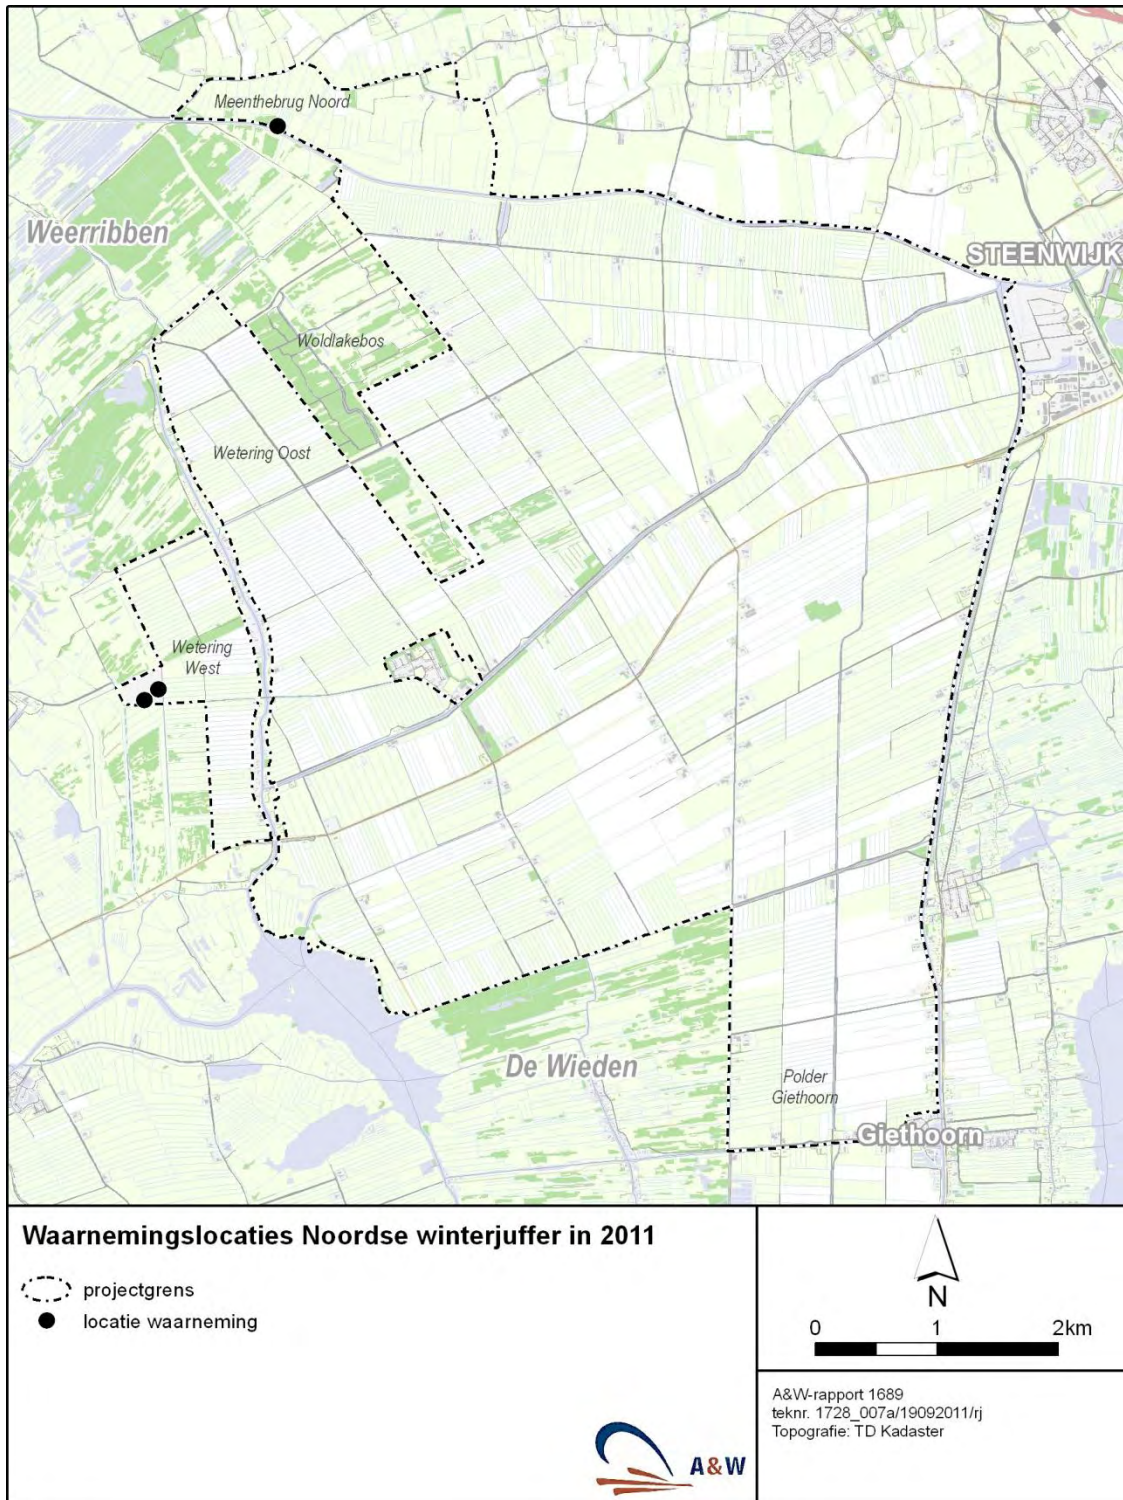 Meenthebrug Noord
Weerribben
STEENWIJK
Woldlakebos
Wetering Oost
Wetering
West
De Wieden
Polder
Giethoorn
Giethoorn
Waarnemingslocaties Noordse winterjuffer in 2011
projectgrens
locatie waarneming
A&W
N
0 1 2km
A&W-rapport 1689
teknr. 1728_007a/19092011/rj
Topografie: TD Kadaster